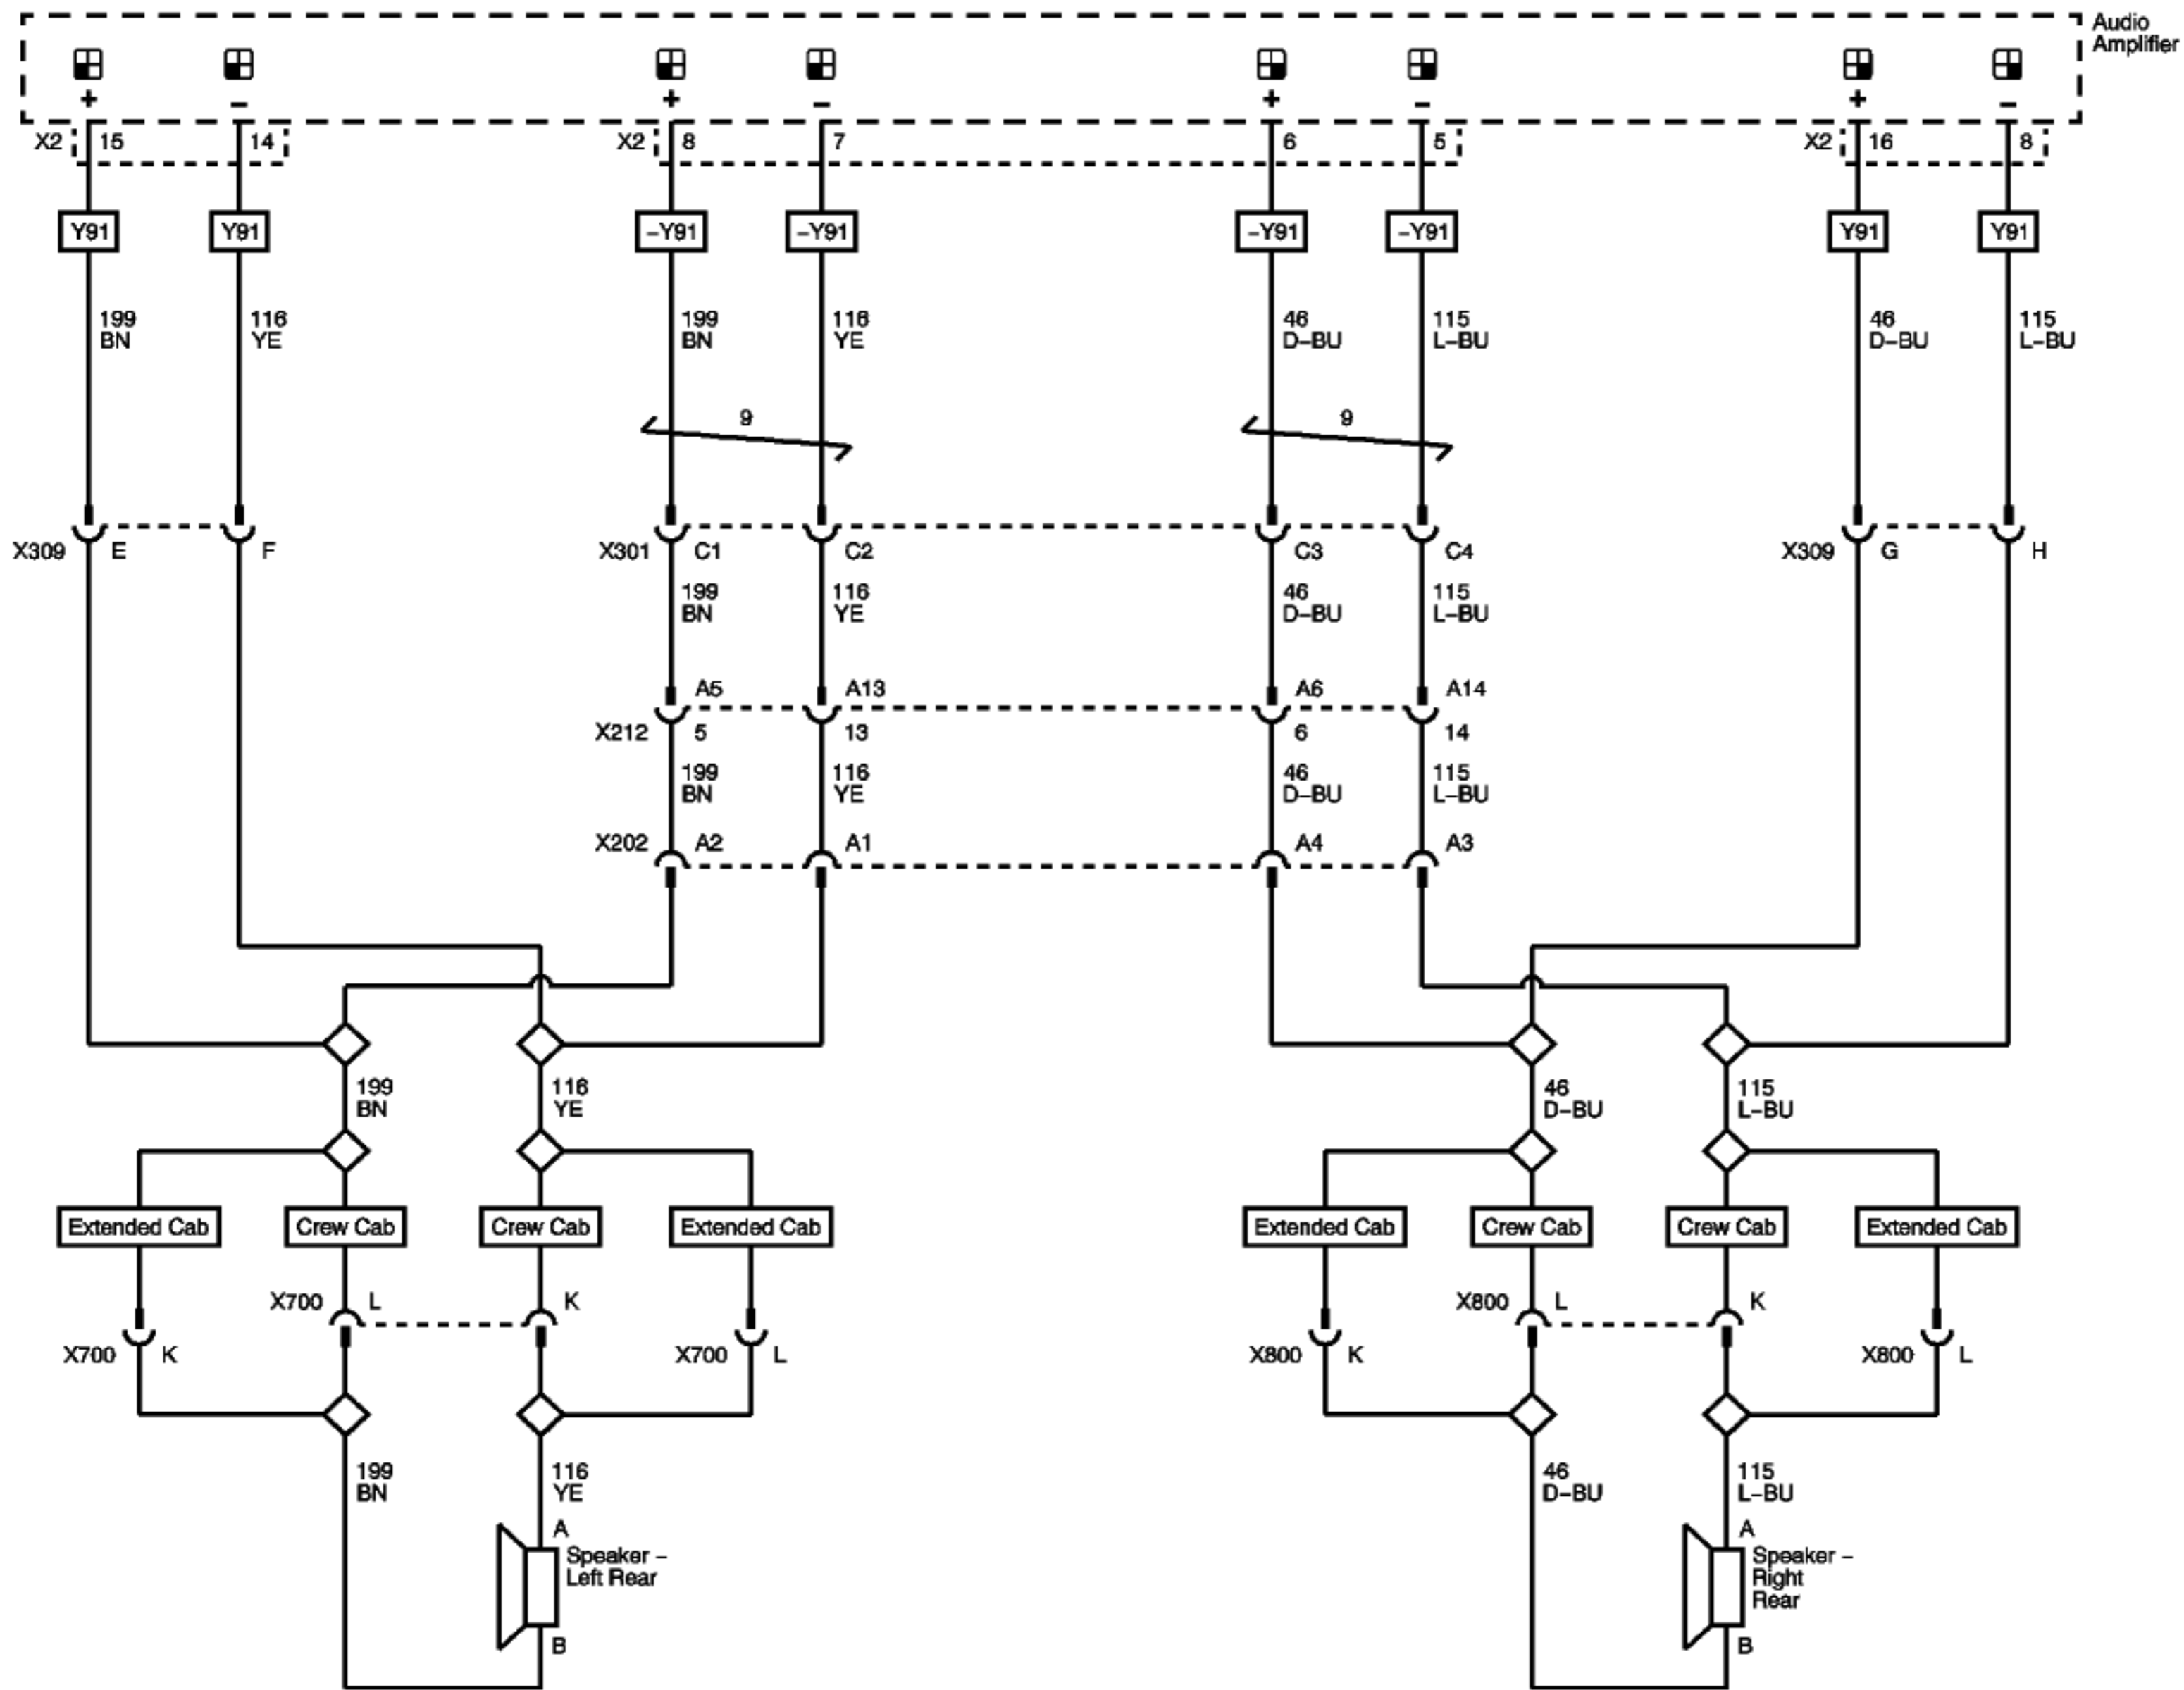 Audio
Amplifier
+ − + − + − + −
X2 15 14 X2 8 7 6 5 X2 16 8
Y91 Y91 −Y91 −Y91 −Y91 −Y91 Y91 Y91
199 116 199 116 46 115 46 115
BN YE BN YE D−BU L−BU D−BU L−BU
9 9
X309 E F X301 C1 C2 C3 C4 X309 G H
199 116 46 115
BN YE D−BU L−BU
A5 A13 A6 A14
X212 5 13 6 14
199 116 46 115
BN YE D−BU L−BU
X202 A2 A1 A4 A3
199 116 46 115
BN YE D−BU L−BU
Extended Cab Crew Cab Crew Cab Extended Cab Extended Cab Crew Cab Crew Cab Extended Cab
X700 L K X800 L K
X700 K X700 L X800 K X800 L
199 116 46 115
BN YE D−BU L−BU
A A
Speaker − Speaker −
Left Rear Right
Rear
B B